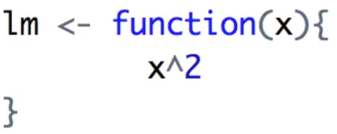 lm <- function(x){
x^2
}